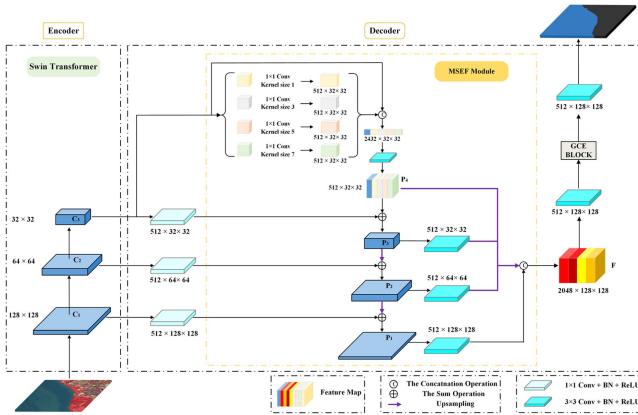 Encoder
Decoder
Swin Transformer
MSEF Module
1×1 Conv
Kernel size 1
512 × 32× 32
1×1 Conv
Kernel size 3
512 × 32× 32
1×1 Conv
Kernel size 5
512 × 32× 32
1×1 Conv
Kernel size 7
512 × 32× 32
C
2432 × 32 × 32
512 × 32 × 32
P4
32 × 32
C3
512 × 32× 32
P3
512 × 32× 32
64 × 64
C2
512 × 64× 64
P2
512 × 64× 64
128 × 128
C1
512 × 128× 128
P1
512 × 128× 128
C
F
2048 × 128× 128
512 × 128× 128
GCE
BLOCK
512 × 128× 128
Feature Map
C The Concatnation Operation
The Sum Operation
Upsampling
1×1 Conv + BN + ReLU
3×3 Conv + BN + ReLU